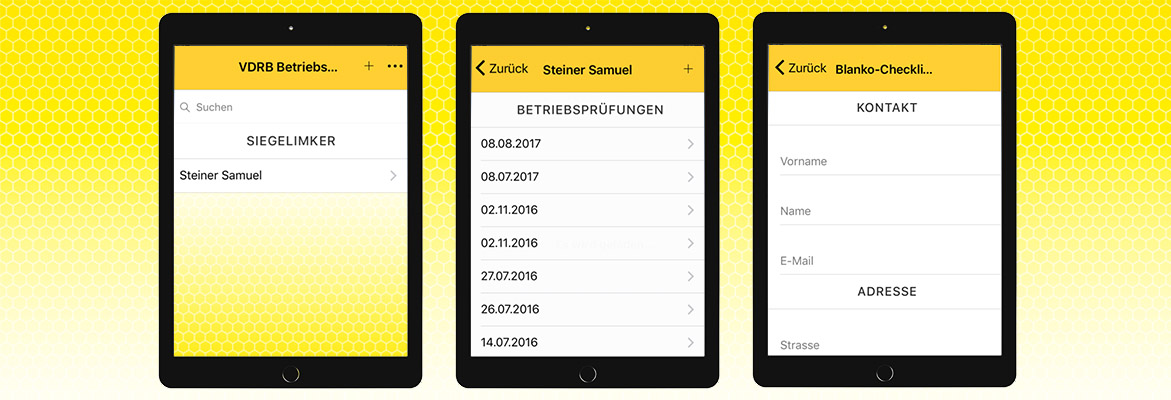 VDRB Betriebs...
Suchen
SIEGELIMKER
Steiner Samuel
Zurück Steiner Samuel
BETRIEBSPRÜFUNGEN
08.08.2017
08.07.2017
02.11.2016
02.11.2016
27.07.2016
26.07.2016
14.07.2016
Zurück Blanko-Checkli...
KONTAKT
Vorname
Name
E-Mail
ADRESSE
Strasse